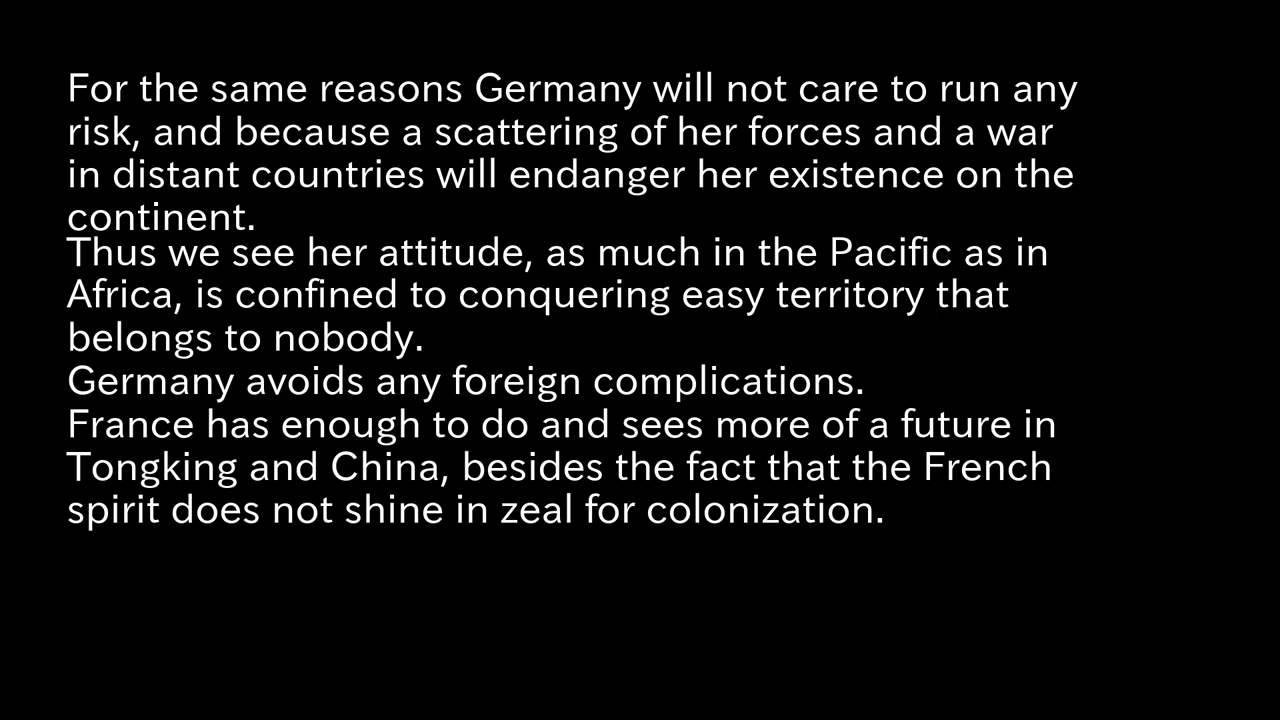 For the same reasons Germany will not care to run any
risk, and because a scattering of her forces and a war
in distant countries will endanger her existence on the
continent.
Thus we see her attitude, as much in the Pacific as in
Africa, is confined to conquering easy territory that
belongs to nobody.
Germany avoids any foreign complications.
France has enough to do and sees more of a future in
Tongking and China, besides the fact that the French
spirit does not shine in zeal for colonization.